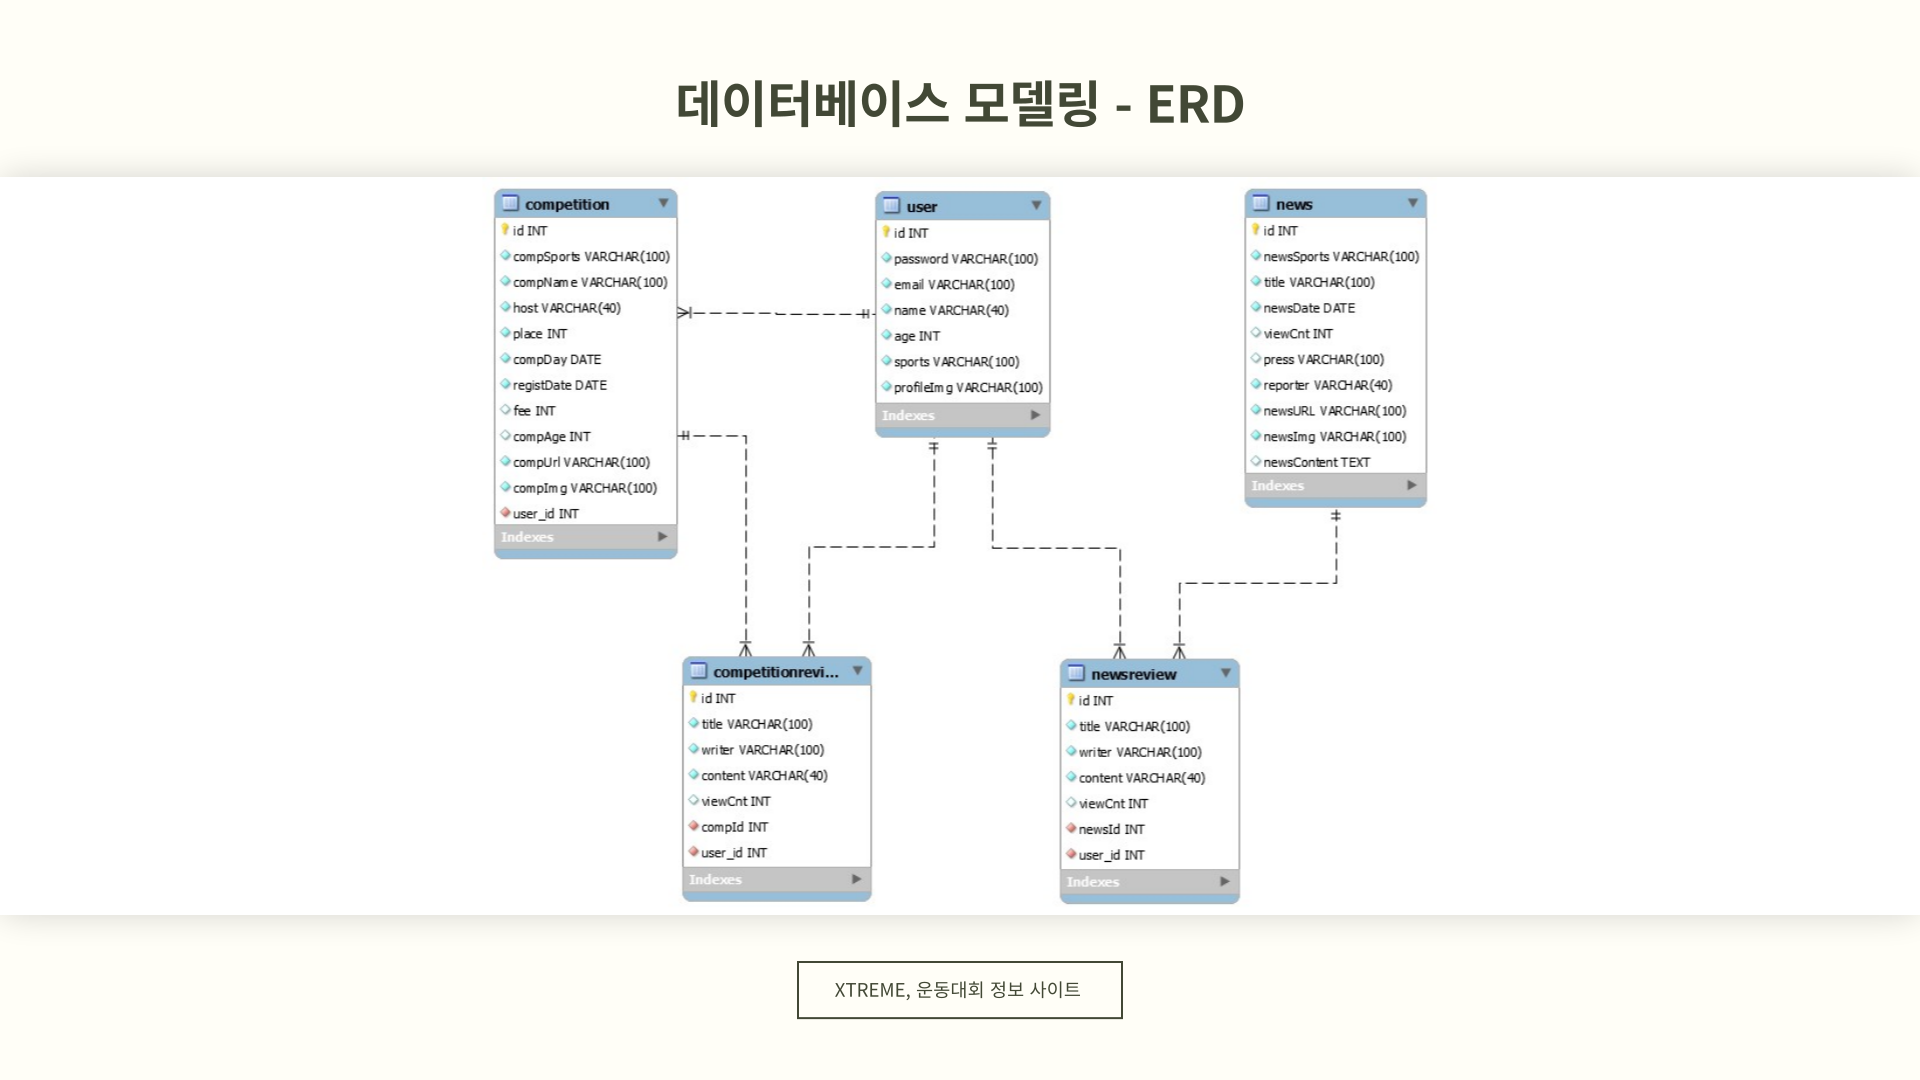 데이터베이스 모델링 - ERD
competition
id INT
compSports VARCHAR(100)
compName VARCHAR(100)
host VARCHAR(40)
place INT
compDay DATE
registDate DATE
fee INT
compAge INT
compUrl VARCHAR(100)
compImg VARCHAR(100)
user_id INT
Indexes
user
id INT
password VARCHAR(100)
email VARCHAR(100)
name VARCHAR(40)
age INT
sports VARCHAR(100)
profileImg VARCHAR(100)
Indexes
news
id INT
newsSports VARCHAR(100)
title VARCHAR(100)
newsDate DATE
viewCnt INT
press VARCHAR(100)
reporter VARCHAR(40)
newsURL VARCHAR(100)
newsImg VARCHAR(100)
newsContent TEXT
Indexes
competitionrevi...
id INT
title VARCHAR(100)
writer VARCHAR(100)
content VARCHAR(40)
viewCnt INT
compId INT
user_id INT
Indexes
newsreview
id INT
title VARCHAR(100)
writer VARCHAR(100)
content VARCHAR(40)
viewCnt INT
newsId INT
user_id INT
Indexes
XTREME, 운동대회 정보 사이트